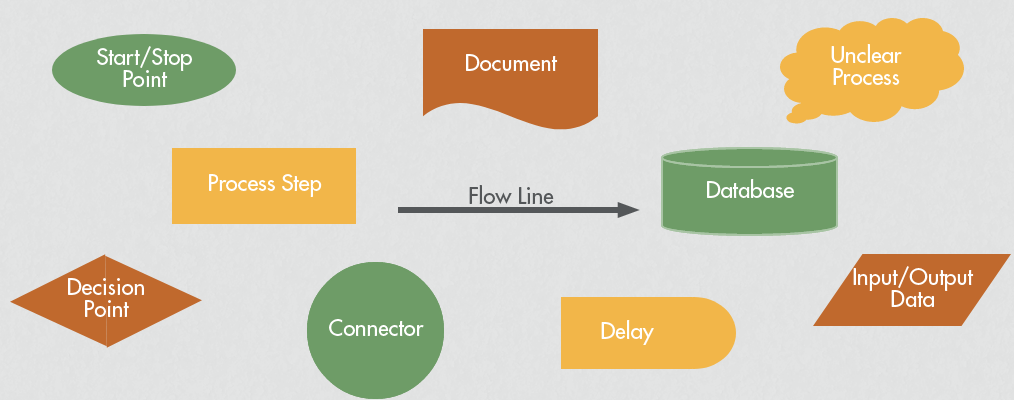 Start/Stop
Point
Document
Unclear
Process
Process Step
Flow Line
Database
Decision
Point
Connector
Delay
Input/Output
Data